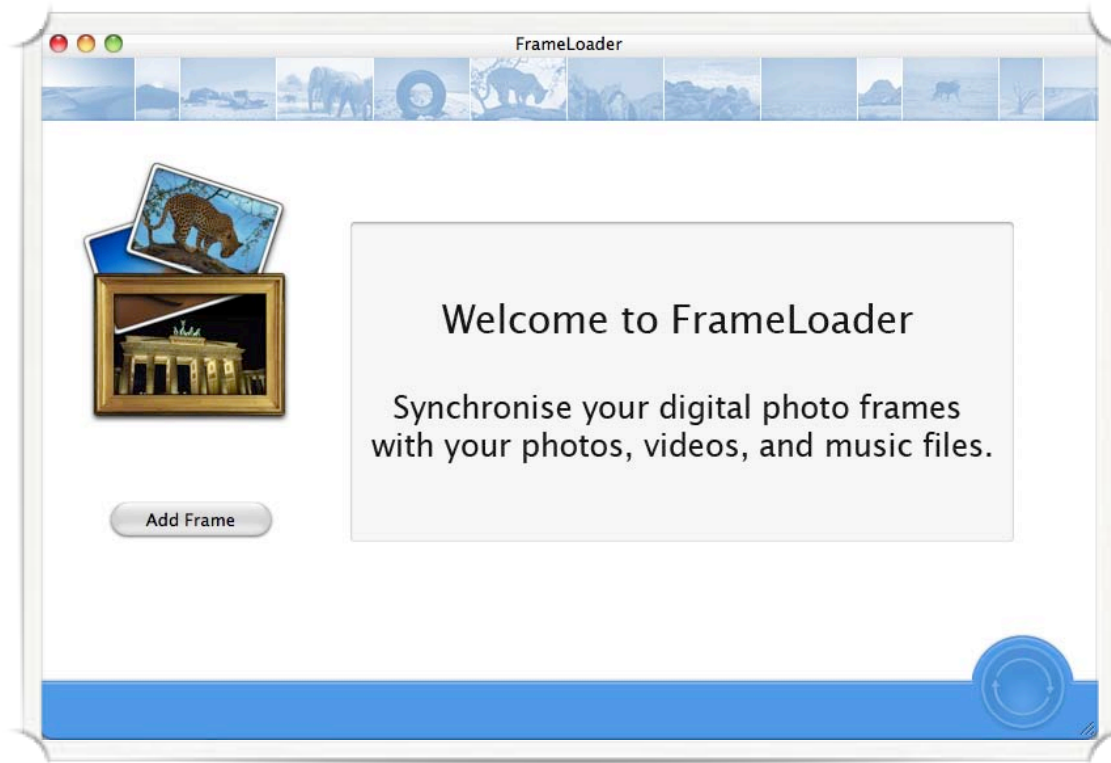 FrameLoader
Welcome to FrameLoader
Synchronise your digital photo frames
with your photos, videos, and music files.
Add Frame